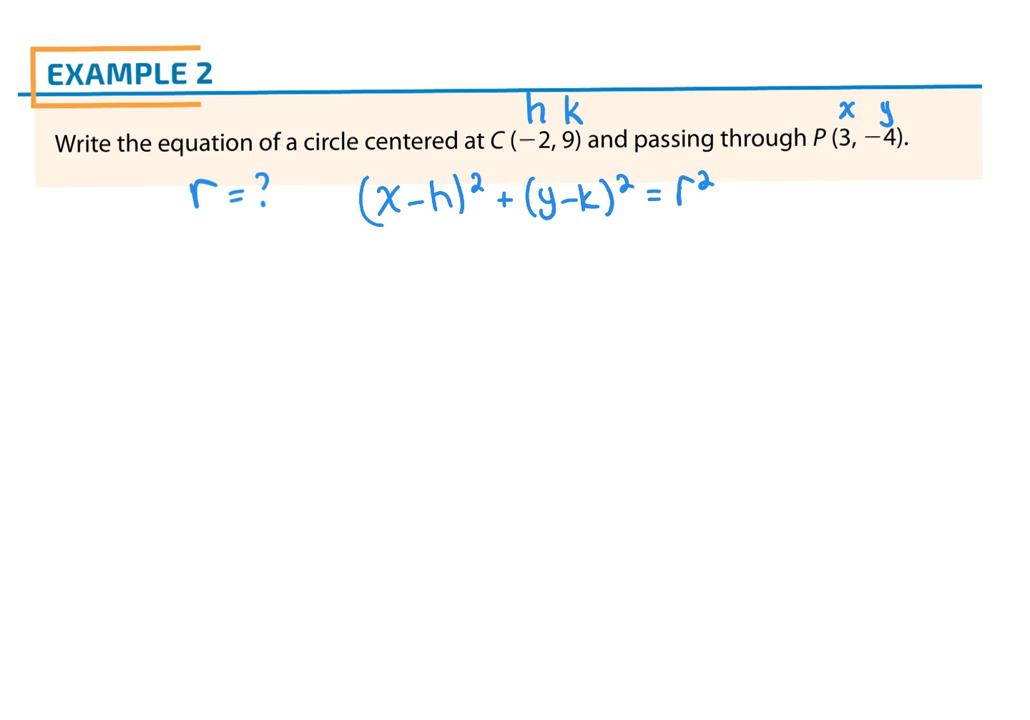 EXAMPLE 2
h k x y
Write the equation of a circle centered at C (−2, 9) and passing through P (3, −4).
r = ? (x-h)² + (y-k)² = r²